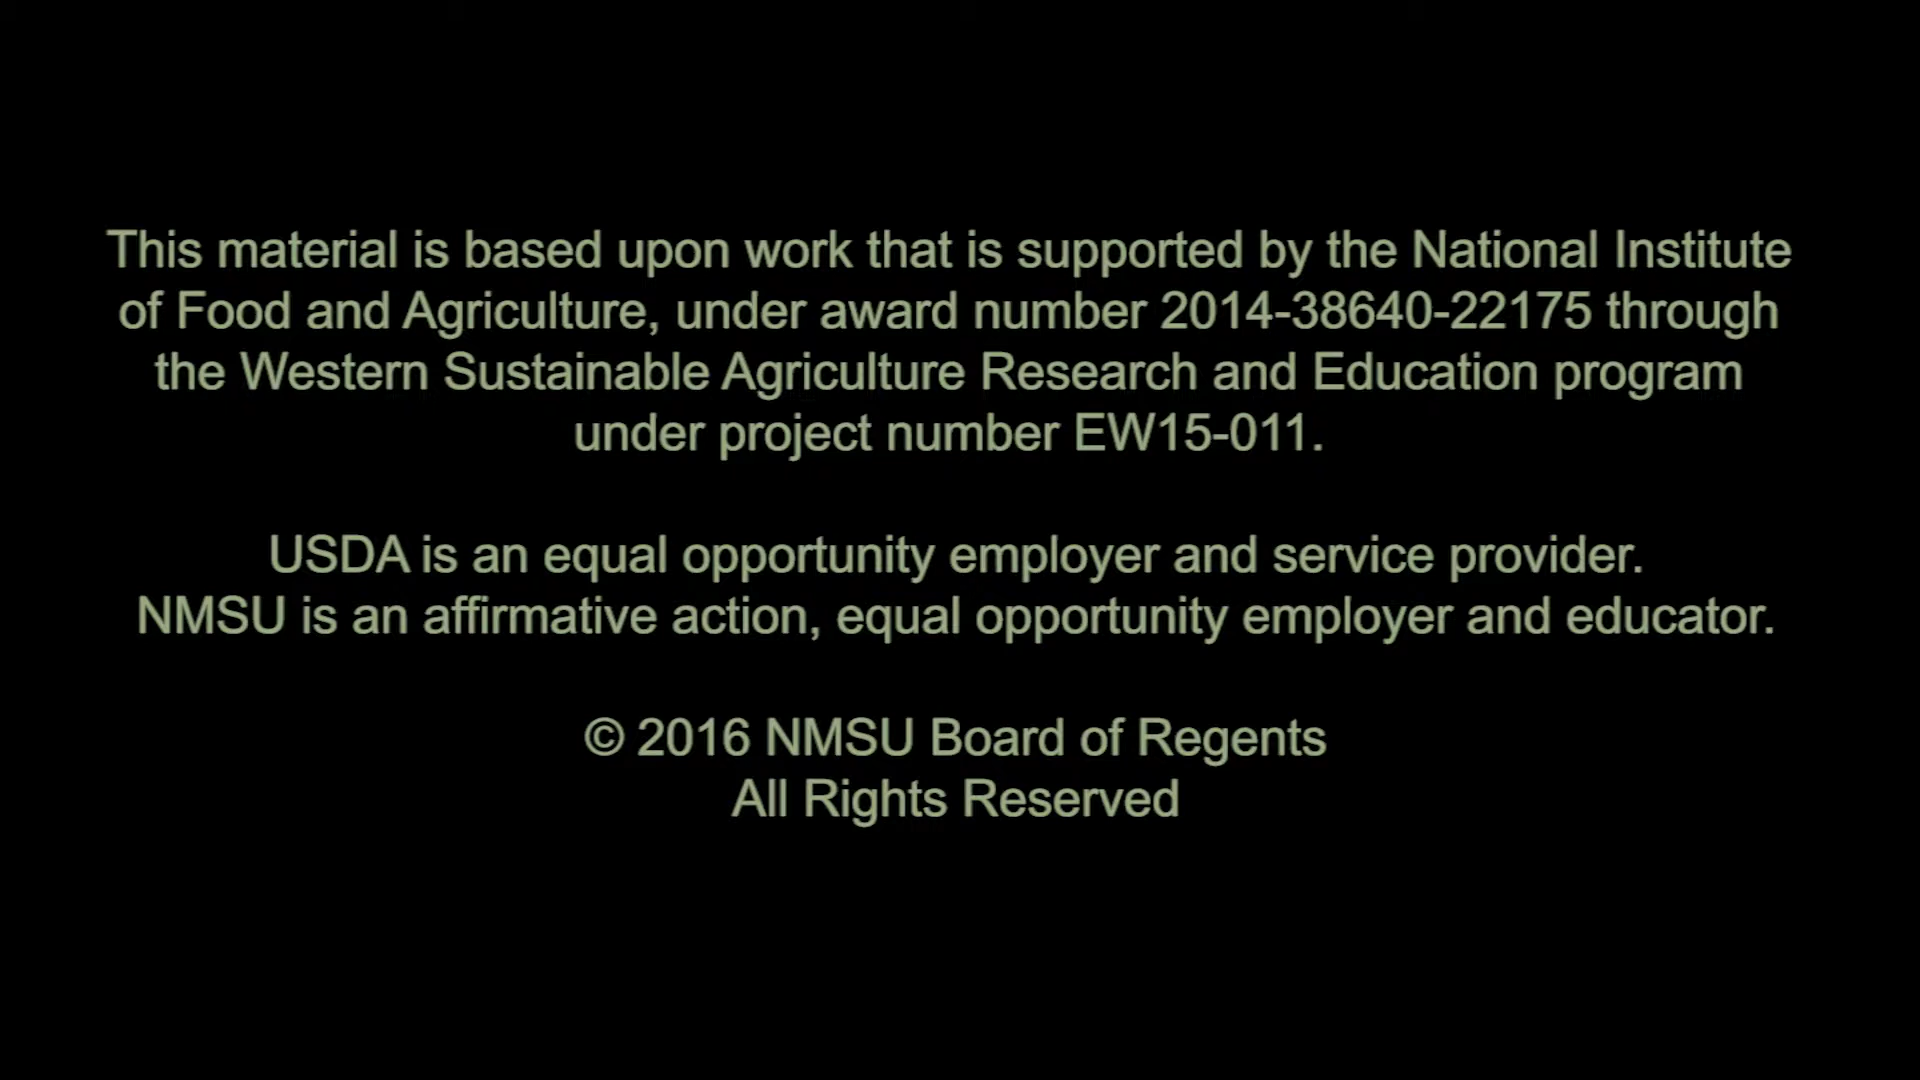 This material is based upon work that is supported by the National Institute
of Food and Agriculture, under award number 2014-38640-22175 through
the Western Sustainable Agriculture Research and Education program
under project number EW15-011.
USDA is an equal opportunity employer and service provider.
NMSU is an affirmative action, equal opportunity employer and educator.
© 2016 NMSU Board of Regents
All Rights Reserved